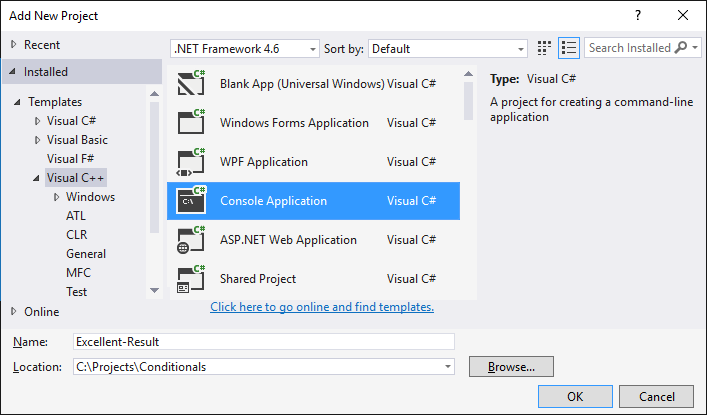 Add New Project
Recent
.NET Framework 4.6 Sort by: Default Search Installed
Installed
Templates
Visual C#
Visual Basic
Visual F#
Visual C++
Windows
ATL
CLR
General
MFC
Test
Online
C# Blank App (Universal Windows) Visual C#
C# Windows Forms Application Visual C#
C# WPF Application Visual C#
C# C:\ Console Application Visual C#
C# ASP.NET Web Application Visual C#
C# Shared Project Visual C#
Click here to go online and find templates.
Type: Visual C#
A project for creating a command-line
application
Name: Excellent-Result
Location: C:\Projects\Conditionals Browse...
OK Cancel